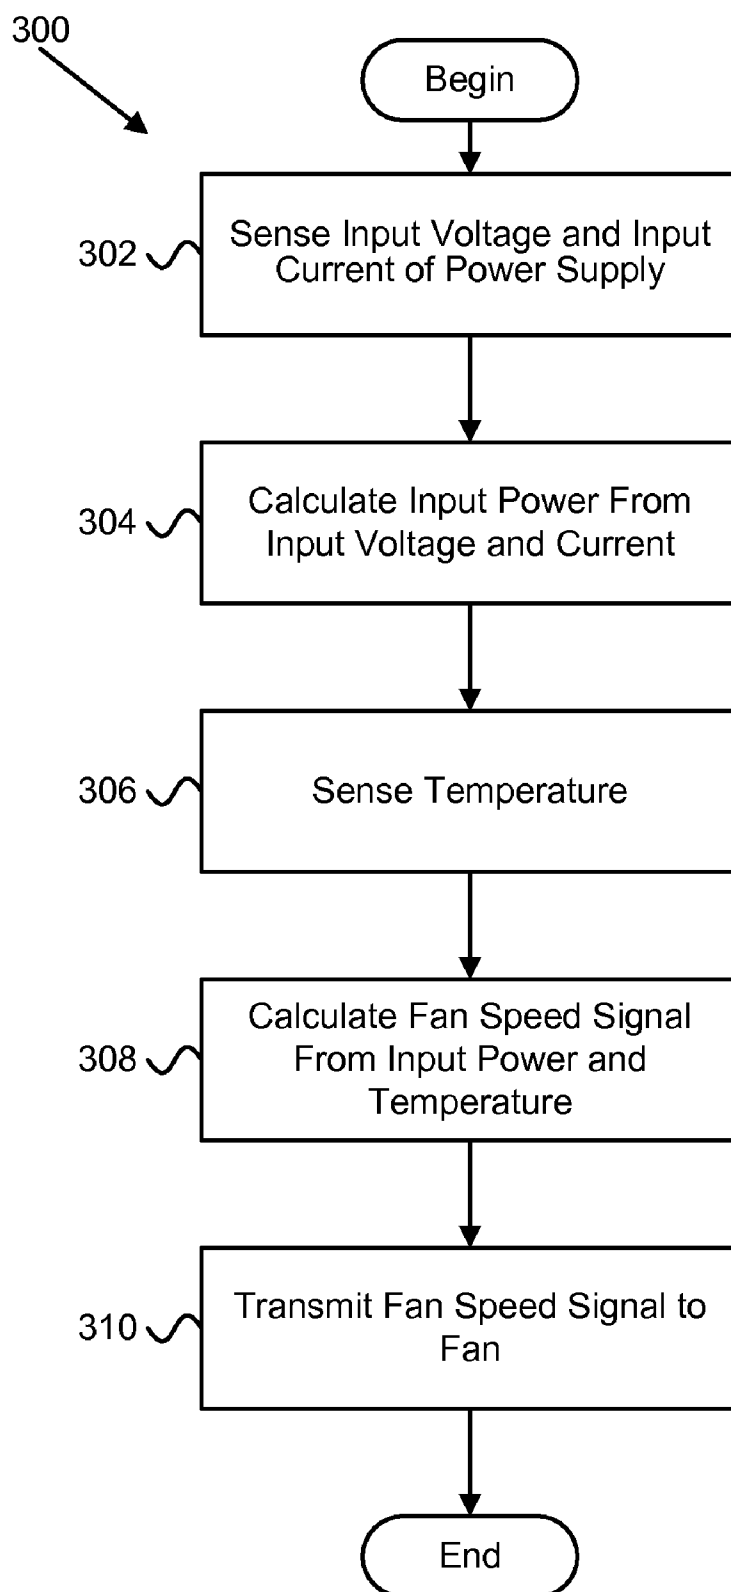 300
Begin
302
Sense Input Voltage and Input
Current of Power Supply
304
Calculate Input Power From
Input Voltage and Current
306
Sense Temperature
308
Calculate Fan Speed Signal
From Input Power and
Temperature
310
Transmit Fan Speed Signal to
Fan
End